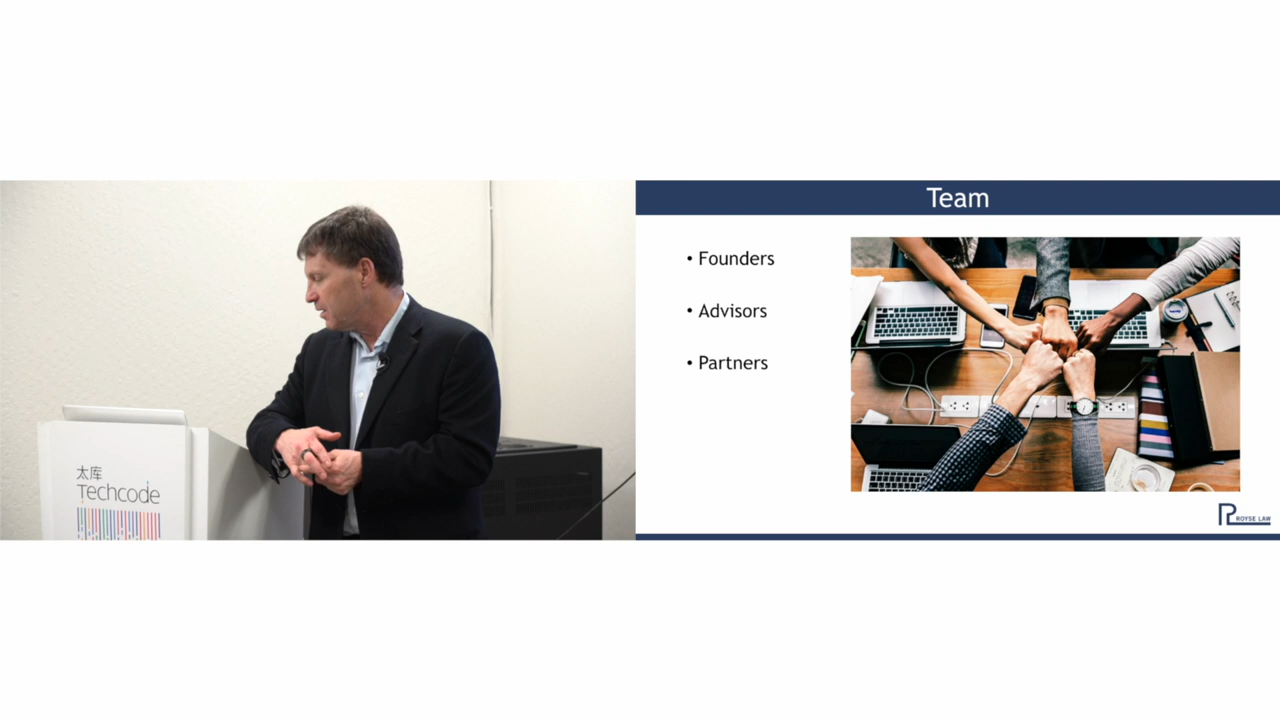 太库
Techcode
Team
• Founders
• Advisors
• Partners
ROYSE LAW